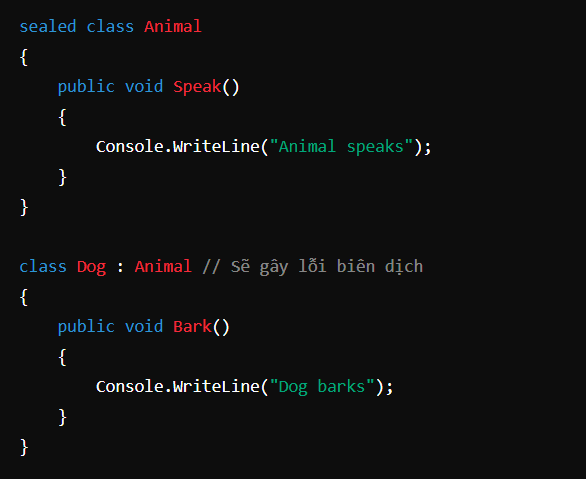 sealed class Animal
{
    public void Speak()
    {
        Console.WriteLine("Animal speaks");
    }
}

class Dog : Animal // Sẽ gây lỗi biên dịch
{
    public void Bark()
    {
        Console.WriteLine("Dog barks");
    }
}